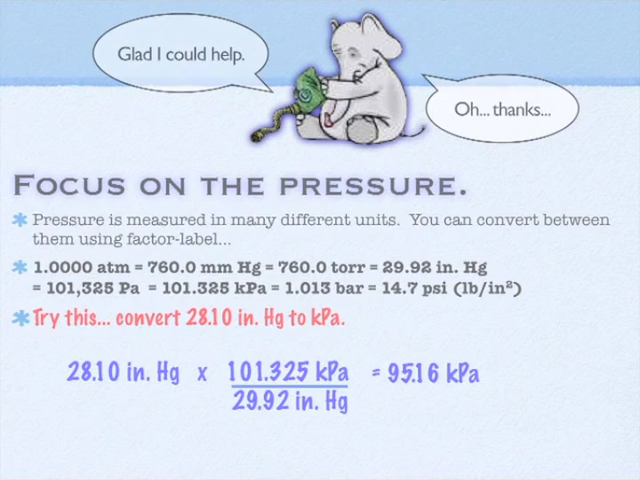 Glad I could help.
Oh... thanks...
FOCUS ON THE PRESSURE.
Pressure is measured in many different units. You can convert between
them using factor-label...
1.0000 atm = 760.0 mm Hg = 760.0 torr = 29.92 in. Hg
= 101,325 Pa = 101.325 kPa = 1.013 bar = 14.7 psi (lb/in²)
Try this... convert 28.10 in. Hg to kPa.
28.10 in. Hg x 101.325 kPa = 95.16 kPa
29.92 in. Hg